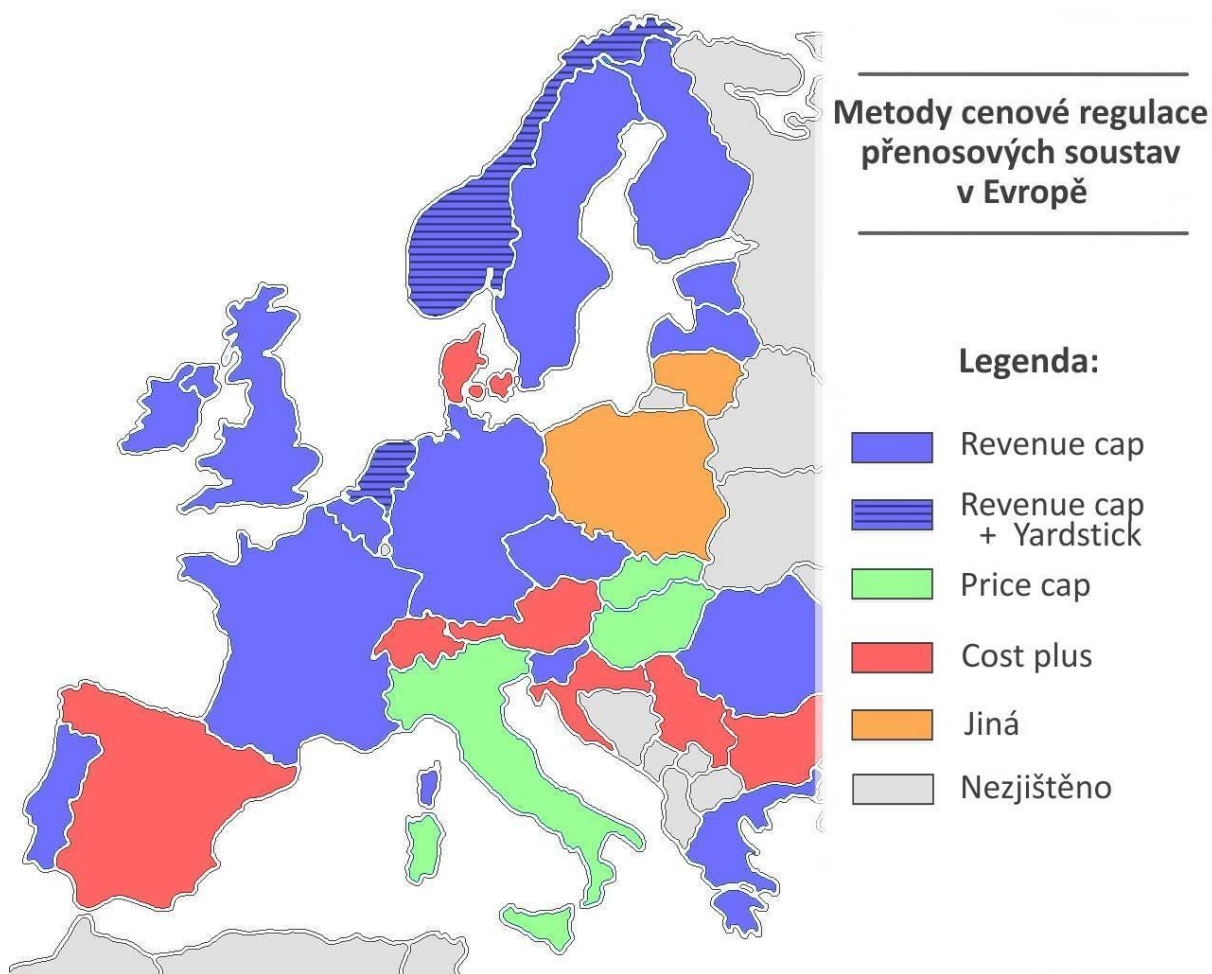 Metody cenové regulace
přenosových soustav
v Evropě
Legenda:
Revenue cap
Revenue cap
+ Yardstick
Price cap
Cost plus
Jiná
Nezjištěno